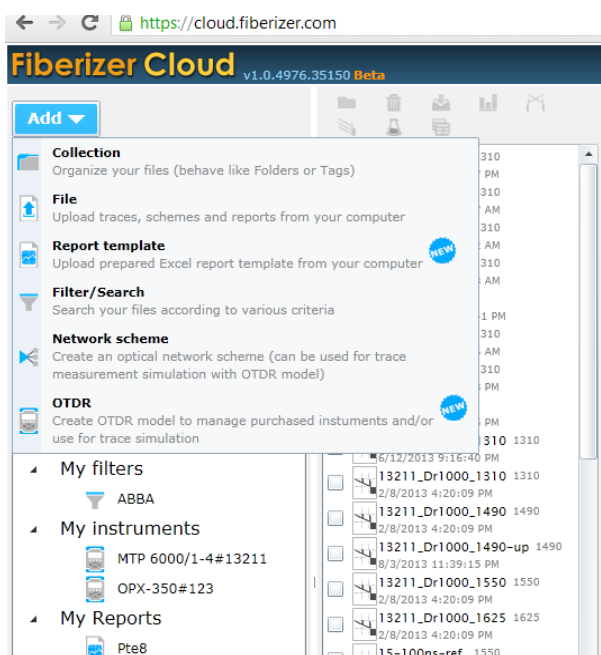 https://cloud.fiberizer.com
Fiberizer Cloud v1.0.4976.35150 Beta
Add
Collection
Organize your files (behave like Folders or Tags)
File
Upload traces, schemes and reports from your computer
Report template
Upload prepared Excel report template from your computer
NEW
Filter/Search
Search your files according to various criteria
Network scheme
Create an optical network scheme (can be used for trace
measurement simulation with OTDR model)
OTDR
Create OTDR model to manage purchased instuments and/or
use for trace simulation
NEW
310
PM
310
AM
310
AM
310
AM
-1 PM
310
AM
310
PM
PM
1310 1310
6/12/2013 9:16:40 PM
13211_Dr1000_1310 1310
2/8/2013 4:20:09 PM
13211_Dr1000_1490 1490
2/8/2013 4:20:09 PM
13211_Dr1000_1490-up 1490
8/3/2013 11:39:15 PM
13211_Dr1000_1550 1550
2/8/2013 4:20:09 PM
13211_Dr1000_1625 1625
2/8/2013 4:20:09 PM
15-100ns-ref 1550
My filters
ABBA
My instruments
MTP 6000/1-4#13211
OPX-350#123
My Reports
Pte8